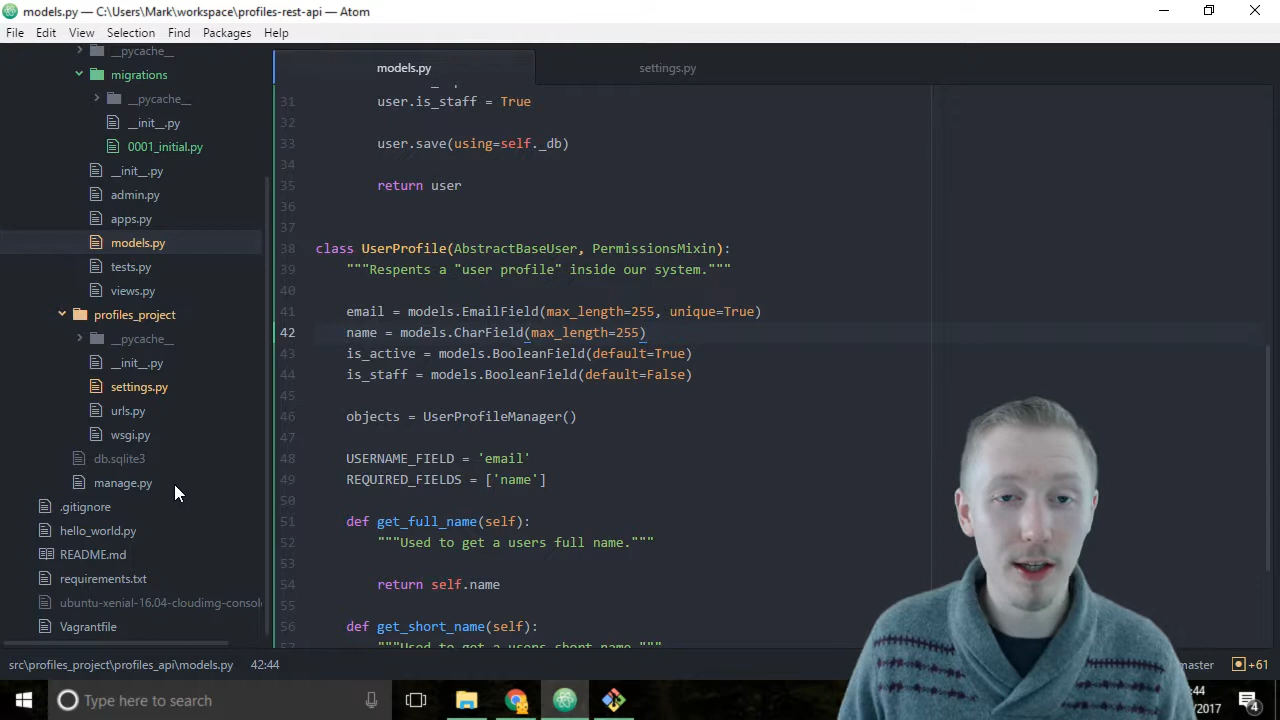 models.py — C:\Users\Mark\workspace\profiles-rest-api — Atom
File Edit View Selection Find Packages Help
__pycache__
migrations
__pycache__
__init__.py
0001_initial.py
__init__.py
admin.py
apps.py
models.py
tests.py
views.py
profiles_project
__pycache__
__init__.py
settings.py
urls.py
wsgi.py
db.sqlite3
manage.py
.gitignore
hello_world.py
README.md
requirements.txt
ubuntu-xenial-16.04-cloudimg-consol
Vagrantfile
models.py settings.py
31 user.is_staff = True
32
33 user.save(using=self._db)
34
35 return user
36
37
38 class UserProfile(AbstractBaseUser, PermissionsMixin):
39 """Respents a "user profile" inside our system."""
40
41 email = models.EmailField(max_length=255, unique=True)
42 name = models.CharField(max_length=255)
43 is_active = models.BooleanField(default=True)
44 is_staff = models.BooleanField(default=False)
45
46 objects = UserProfileManager()
47
48 USERNAME_FIELD = 'email'
49 REQUIRED_FIELDS = ['name']
50
51 def get_full_name(self):
52 """Used to get a users full name."""
53
54 return self.name
55
56 def get_short_name(self):
57 """Used to get a users short name."""
src\profiles_project\profiles_api\models.py 42:44 master +61
Type here to search :44
/2017 4